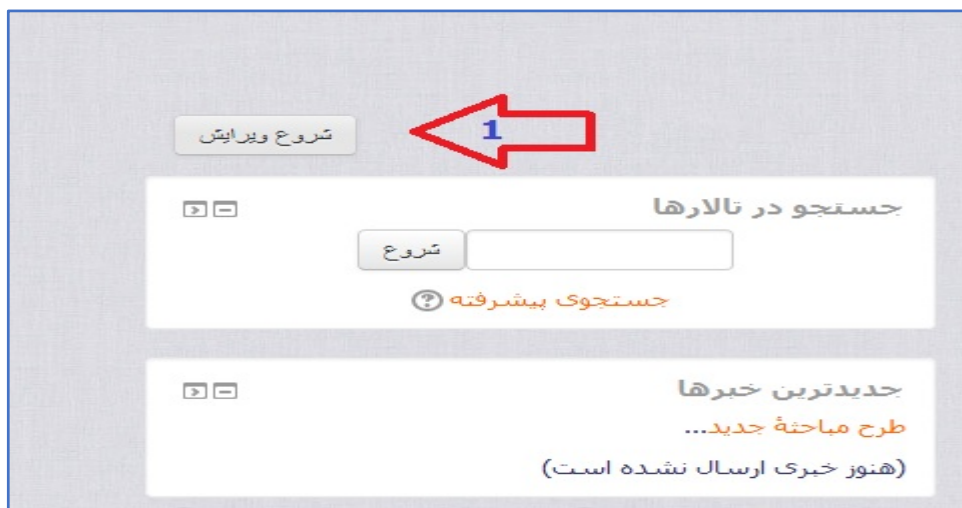 شروع ویرایش
1
جستجو در تالارها
شروع
جستجوی پیشرفته ?
جدیدترین خبرها
طرح مباحثهٔ جدید...
(هنوز خبری ارسال نشده است)